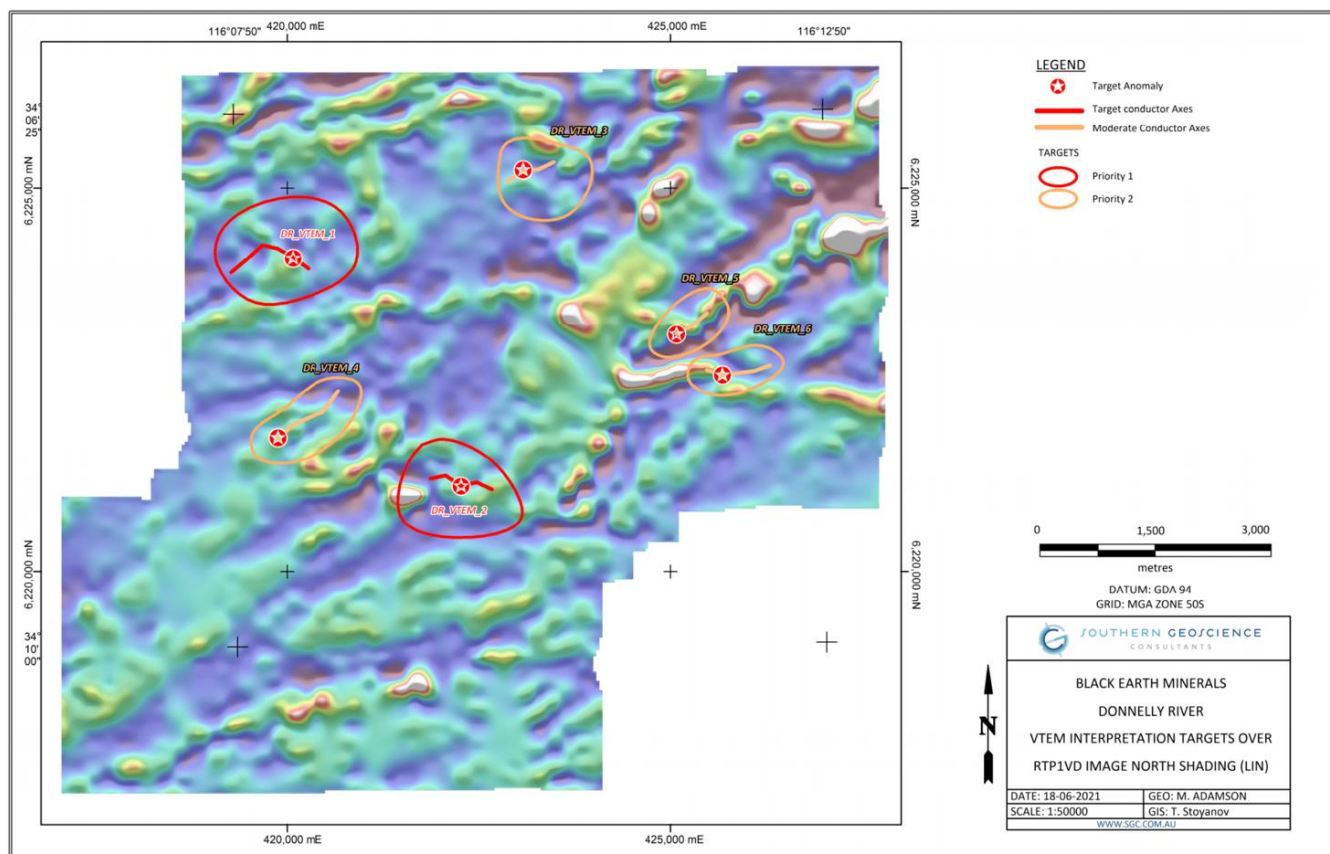 420,000 mE
425,000 mE
116°07'50"
116°12'50"
34°
06'
25"
6,225,000 mN
6,225,000 mN
DR_VTEM_3
DR_VTEM_1
DR_VTEM_5
DR_VTEM_6
DR_VTEM_4
DR_VTEM_2
6,220,000 mN
6,220,000 mN
34°
10'
00"
420,000 mE
425,000 mE
LEGEND
Target Anomaly
Target conductor Axes
Moderate Conductor Axes
TARGETS
Priority 1
Priority 2
0 1,500 3,000
metres
DATUM: GDA 94
GRID: MGA ZONE 50S
SOUTHERN GEOSCIENCE
CONSULTANTS
N
BLACK EARTH MINERALS
DONNELLY RIVER
VTEM INTERPRETATION TARGETS OVER
RTP1VD IMAGE NORTH SHADING (LIN)
DATE: 18-06-2021 GEO: M. ADAMSON
SCALE: 1:50000 GIS: T. Stoyanov
WWW.SGC.COM.AU